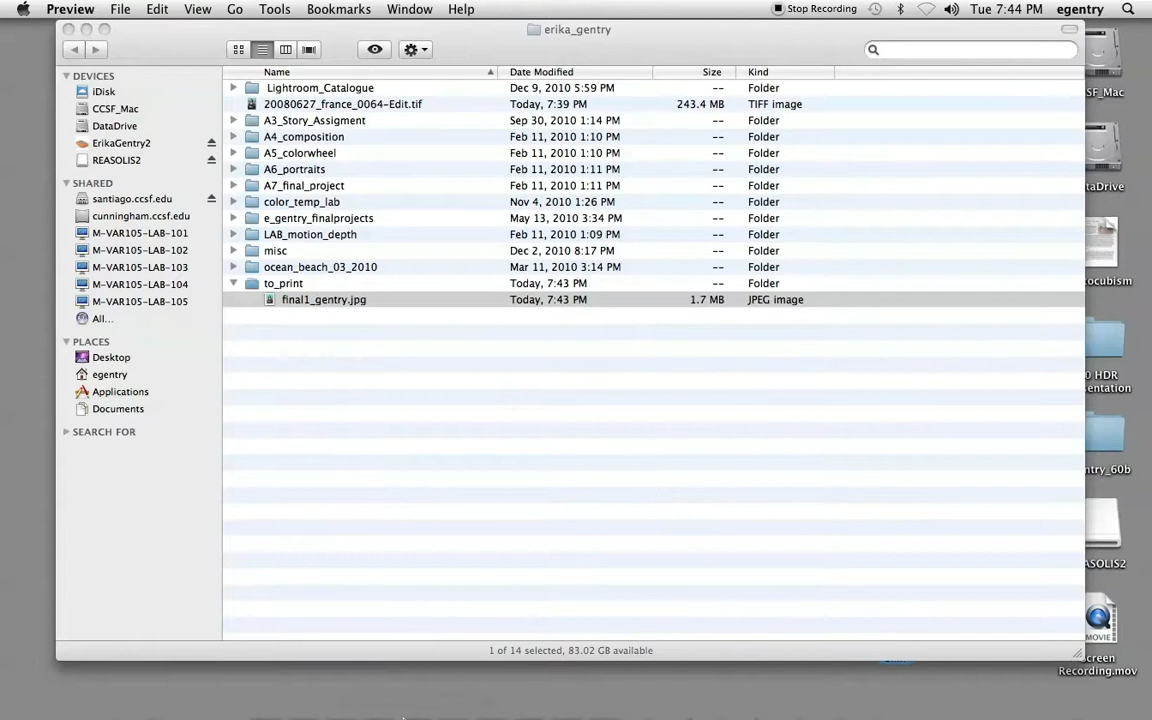 Preview File Edit View Go Tools Bookmarks Window Help Stop Recording Tue 7:44 PM egentry
erika_gentry
Name Date Modified Size Kind
DEVICES
iDisk
CCSF_Mac
DataDrive
ErikaGentry2
REASOLIS2
SHARED
santiago.ccsf.edu
cunningham.ccsf.edu
M-VAR105-LAB-101
M-VAR105-LAB-102
M-VAR105-LAB-103
M-VAR105-LAB-104
M-VAR105-LAB-105
All...
PLACES
Desktop
egentry
Applications
Documents
SEARCH FOR
Lightroom_Catalogue Dec 9, 2010 5:59 PM -- Folder
20080627_france_0064-Edit.tif Today, 7:39 PM 243.4 MB TIFF image
A3_Story_Assigment Sep 30, 2010 1:14 PM -- Folder
A4_composition Feb 11, 2010 1:10 PM -- Folder
A5_colorwheel Feb 11, 2010 1:10 PM -- Folder
A6_portraits Feb 11, 2010 1:11 PM -- Folder
A7_final_project Feb 11, 2010 1:11 PM -- Folder
color_temp_lab Nov 4, 2010 1:26 PM -- Folder
e_gentry_finalprojects May 13, 2010 3:34 PM -- Folder
LAB_motion_depth Feb 11, 2010 1:09 PM -- Folder
misc Dec 2, 2010 8:17 PM -- Folder
ocean_beach_03_2010 Mar 11, 2010 3:14 PM -- Folder
to_print Today, 7:43 PM -- Folder
final1_gentry.jpg Today, 7:43 PM 1.7 MB JPEG image
1 of 14 selected, 83.02 GB available
SF_Mac
taDrive
tocubism
0 HDR
sentation
ntry_60b
ASOLIS2
MOVIE
Screen
Recording.mov